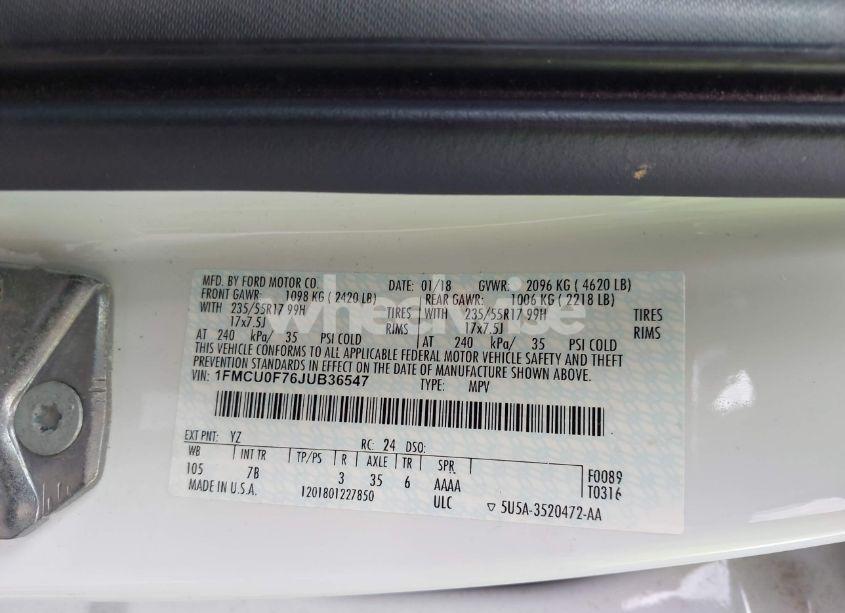 MFD. BY FORD MOTOR CO. DATE: 01/18 GVWR: 2096 KG ( 4620 LB)
FRONT GAWR: 1098 KG ( 2420 LB) REAR GAWR: 1006 KG ( 2218 LB)
WITH 235/55R17 99H TIRES WITH 235/55R17 99H TIRES
17x7.5J RIMS 17x7.5J RIMS
AT 240 kPa/ 35 PSI COLD AT 240 kPa/ 35 PSI COLD
THIS VEHICLE CONFORMS TO ALL APPLICABLE FEDERAL MOTOR VEHICLE SAFETY AND THEFT
PREVENTION STANDARDS IN EFFECT ON THE DATE OF MANUFACTURE SHOWN ABOVE.
VIN: 1FMCU0F76JUB36547 TYPE: MPV
EXT PNT: YZ RC: 24 DSO:
WB INT TR TP/PS R AXLE TR SPR F0089
105 7B 3 35 6 AAAA T0316
MADE IN U.S.A. 1201801227850 ULC ▽ 5U5A-3520472-AA
wheelwise